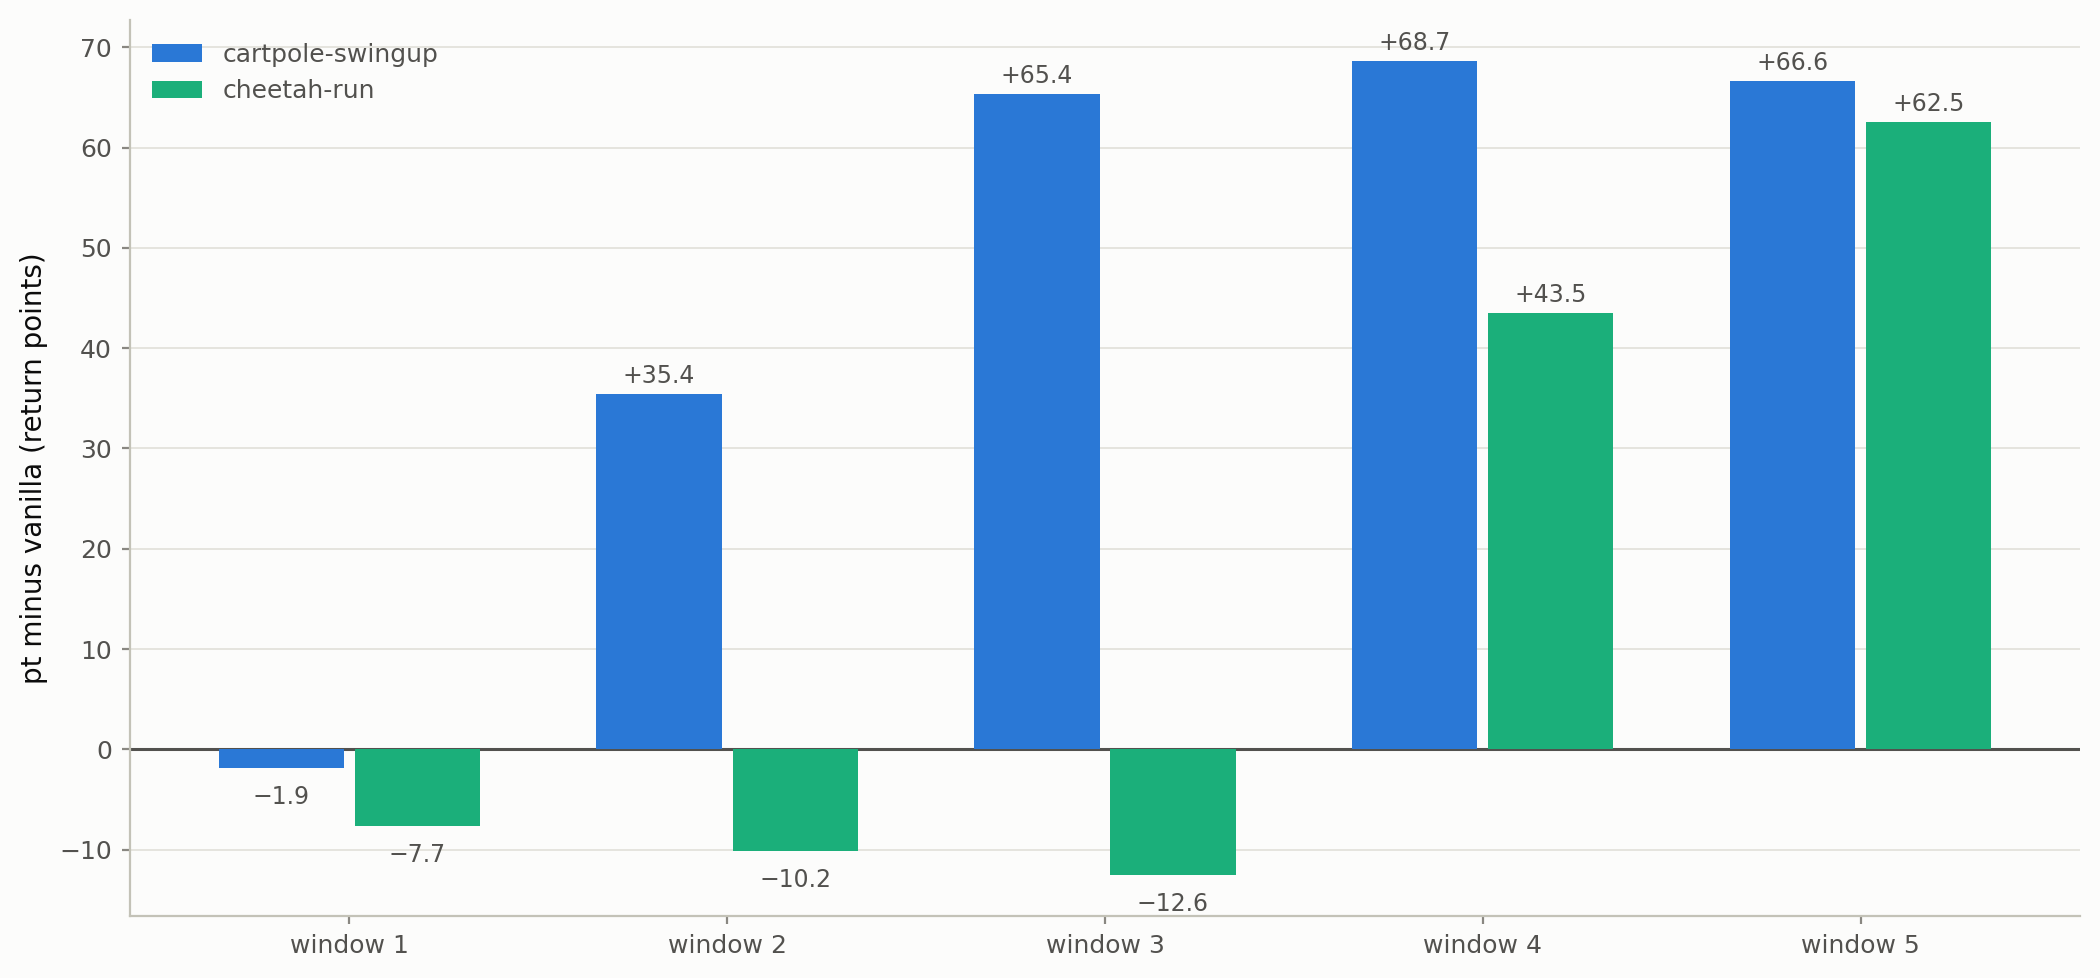 cartpole-swingup
cheetah-run
pt minus vanilla (return points)
70
60
50
40
30
20
10
0
−10
−1.9
−7.7
+35.4
−10.2
+65.4
−12.6
+68.7
+43.5
+66.6
+62.5
window 1
window 2
window 3
window 4
window 5